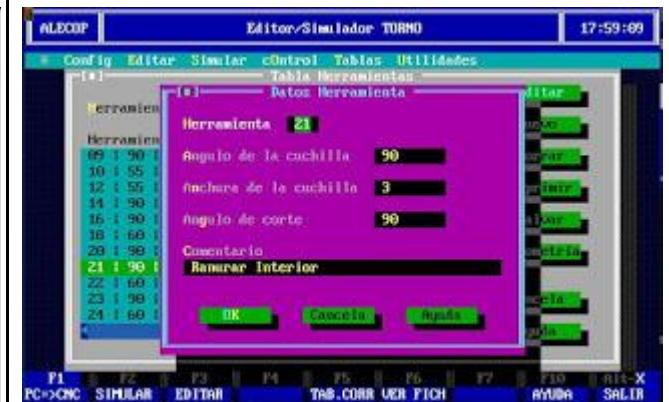 ALECOP Editor/Simulador TORNO 17:59:09
≡ Config Editar Simular cOntrol Tablas Utilidades
Tabla Herramientas
Datos Herramienta
Herramienta 21
Angulo de la cuchilla 90
Anchura de la cuchilla 3
Angulo de corte 90
Comentario
Ranurar Interior
OK Cancela Ayuda
09 : 90
10 : 55
12 : 55
14 : 90
16 : 90
18 : 60
20 : 90
21 : 90
22 : 60
23 : 90
24 : 60
F1 F2 F3 F4 F5 F6 F7 F10 Alt-X
PC=>CNC SIMULAR EDITAR TAB.CORR VER FICH AYUDA SALIR